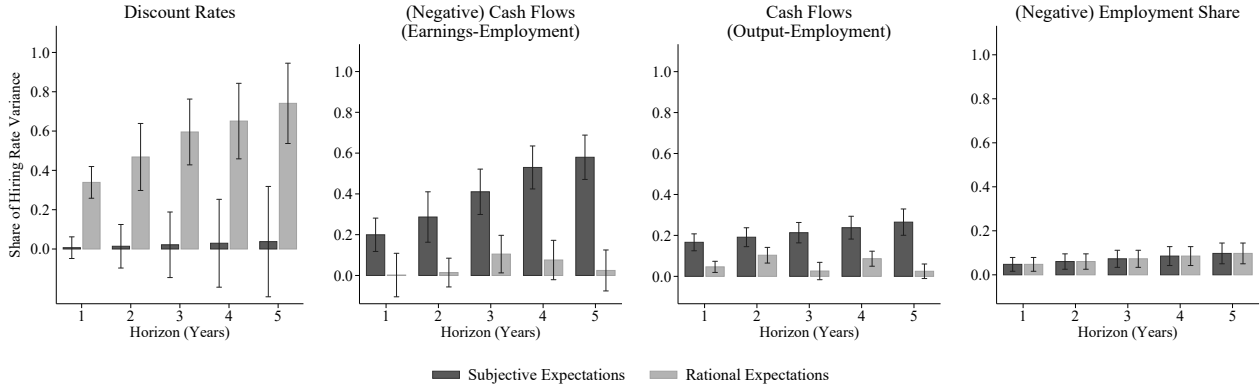 Discount Rates
Share of Hiring Rate Variance
1.0
0.8
0.6
0.4
0.2
0.0
1 2 3 4 5
Horizon (Years)
(Negative) Cash Flows
(Earnings-Employment)
1.0
0.8
0.6
0.4
0.2
0.0
1 2 3 4 5
Horizon (Years)
Cash Flows
(Output-Employment)
1.0
0.8
0.6
0.4
0.2
0.0
1 2 3 4 5
Horizon (Years)
(Negative) Employment Share
1.0
0.8
0.6
0.4
0.2
0.0
1 2 3 4 5
Horizon (Years)
Subjective Expectations Rational Expectations